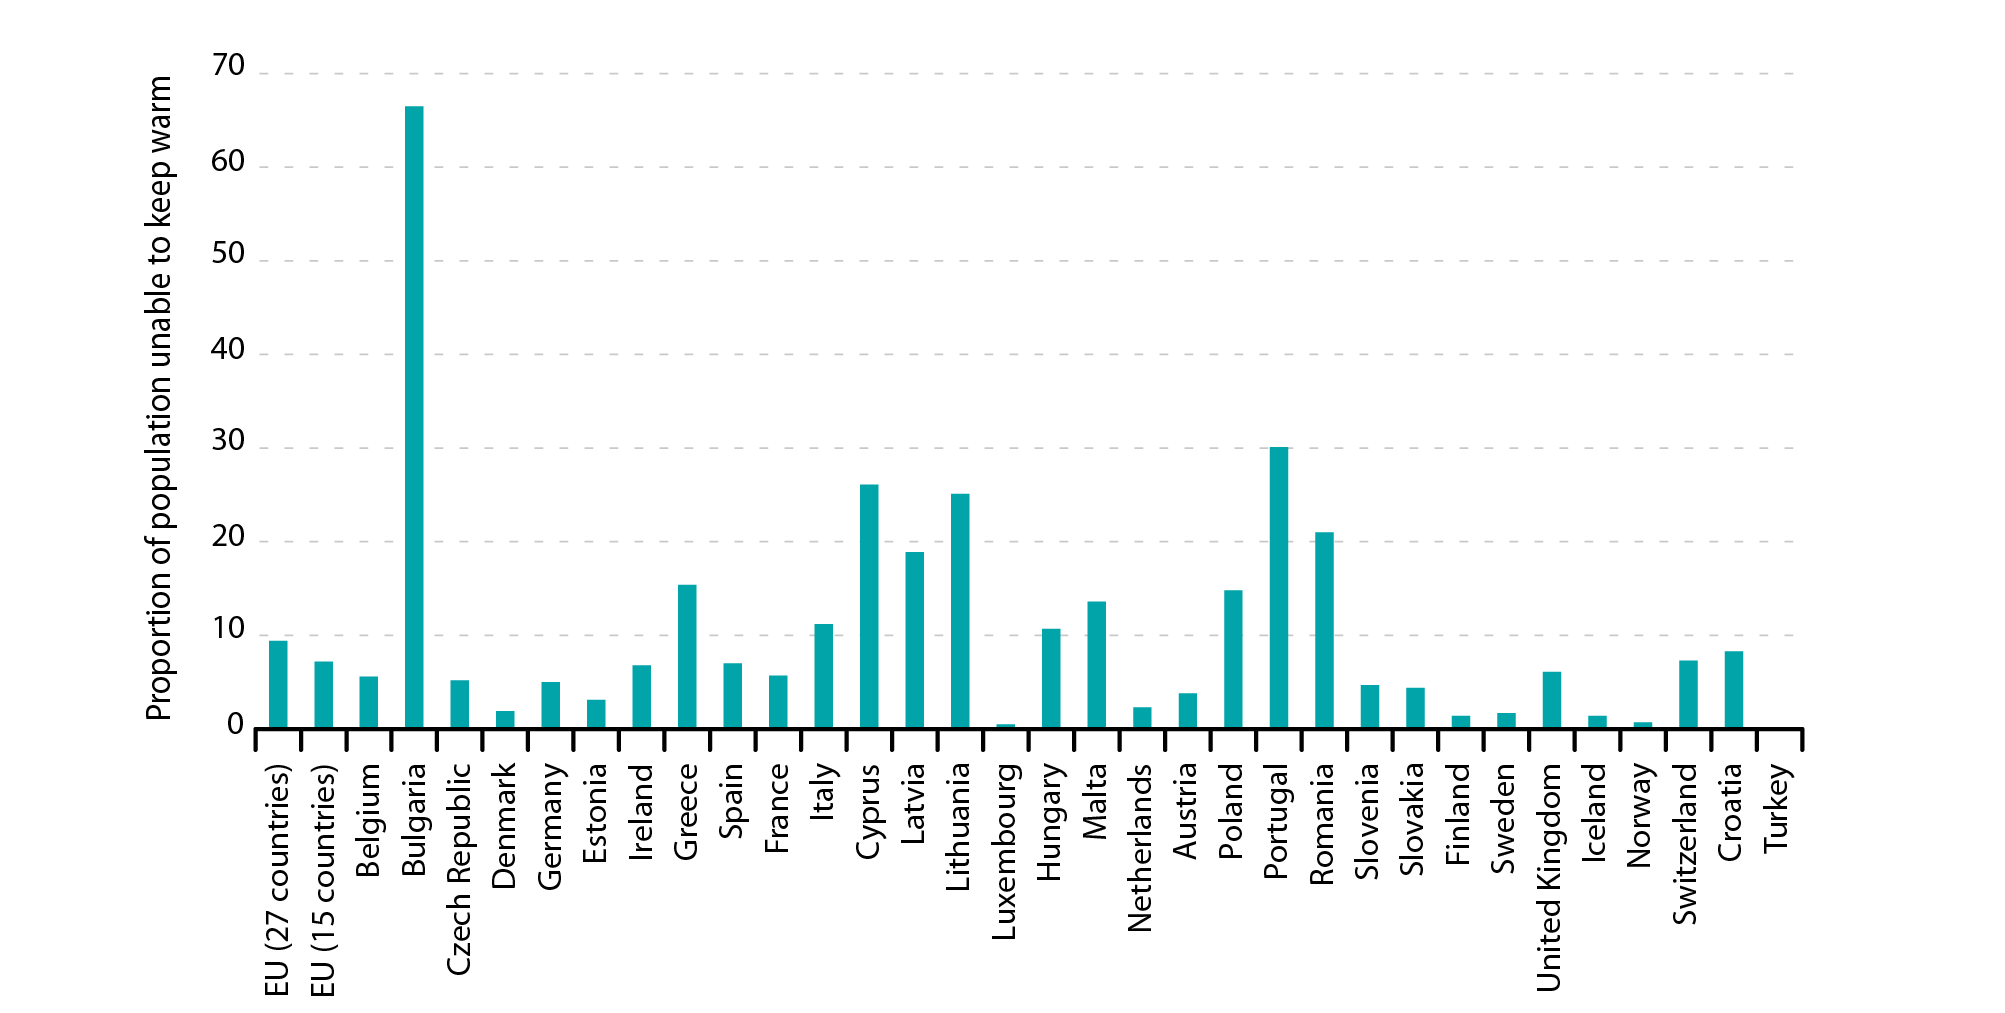 Proportion of population unable to keep warm
70
60
50
40
30
20
10
0
EU (27 countries)
EU (15 countries)
Belgium
Bulgaria
Czech Republic
Denmark
Germany
Estonia
Ireland
Greece
Spain
France
Italy
Cyprus
Latvia
Lithuania
Luxembourg
Hungary
Malta
Netherlands
Austria
Poland
Portugal
Romania
Slovenia
Slovakia
Finland
Sweden
United Kingdom
Iceland
Norway
Switzerland
Croatia
Turkey